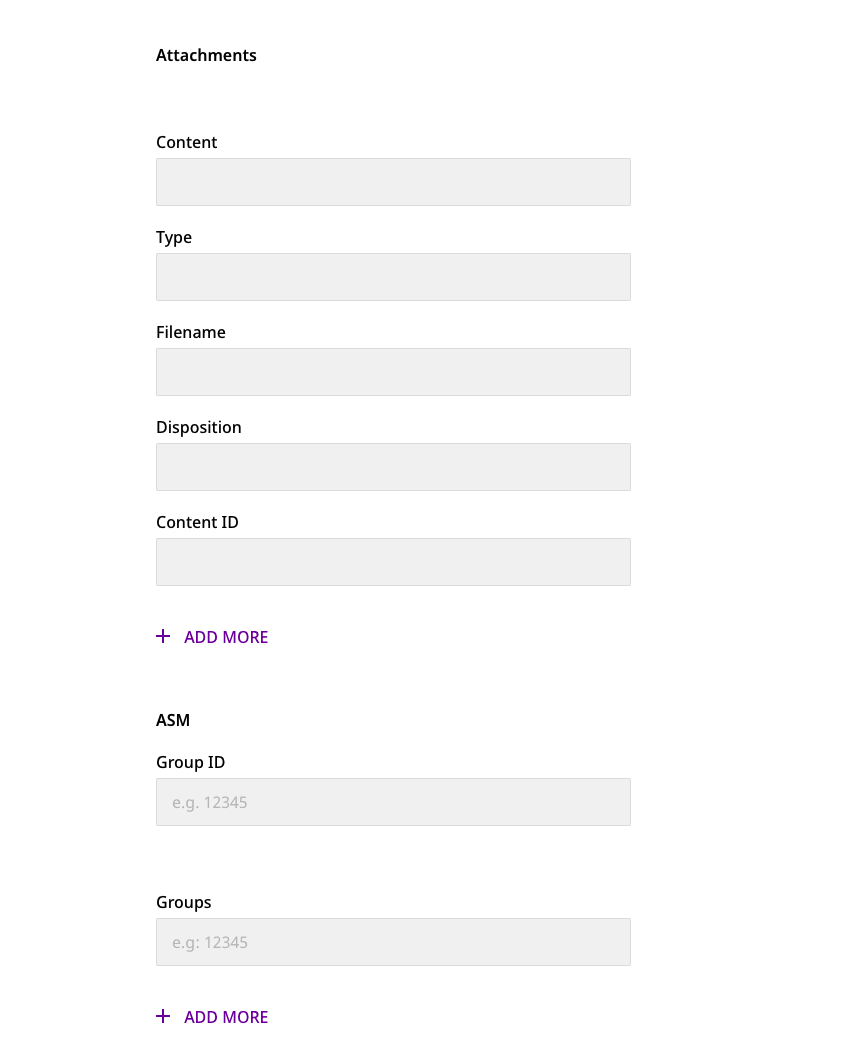 Attachments
Content
Type
Filename
Disposition
Content ID
+ ADD MORE
ASM
Group ID
e.g. 12345
Groups
e.g: 12345
+ ADD MORE